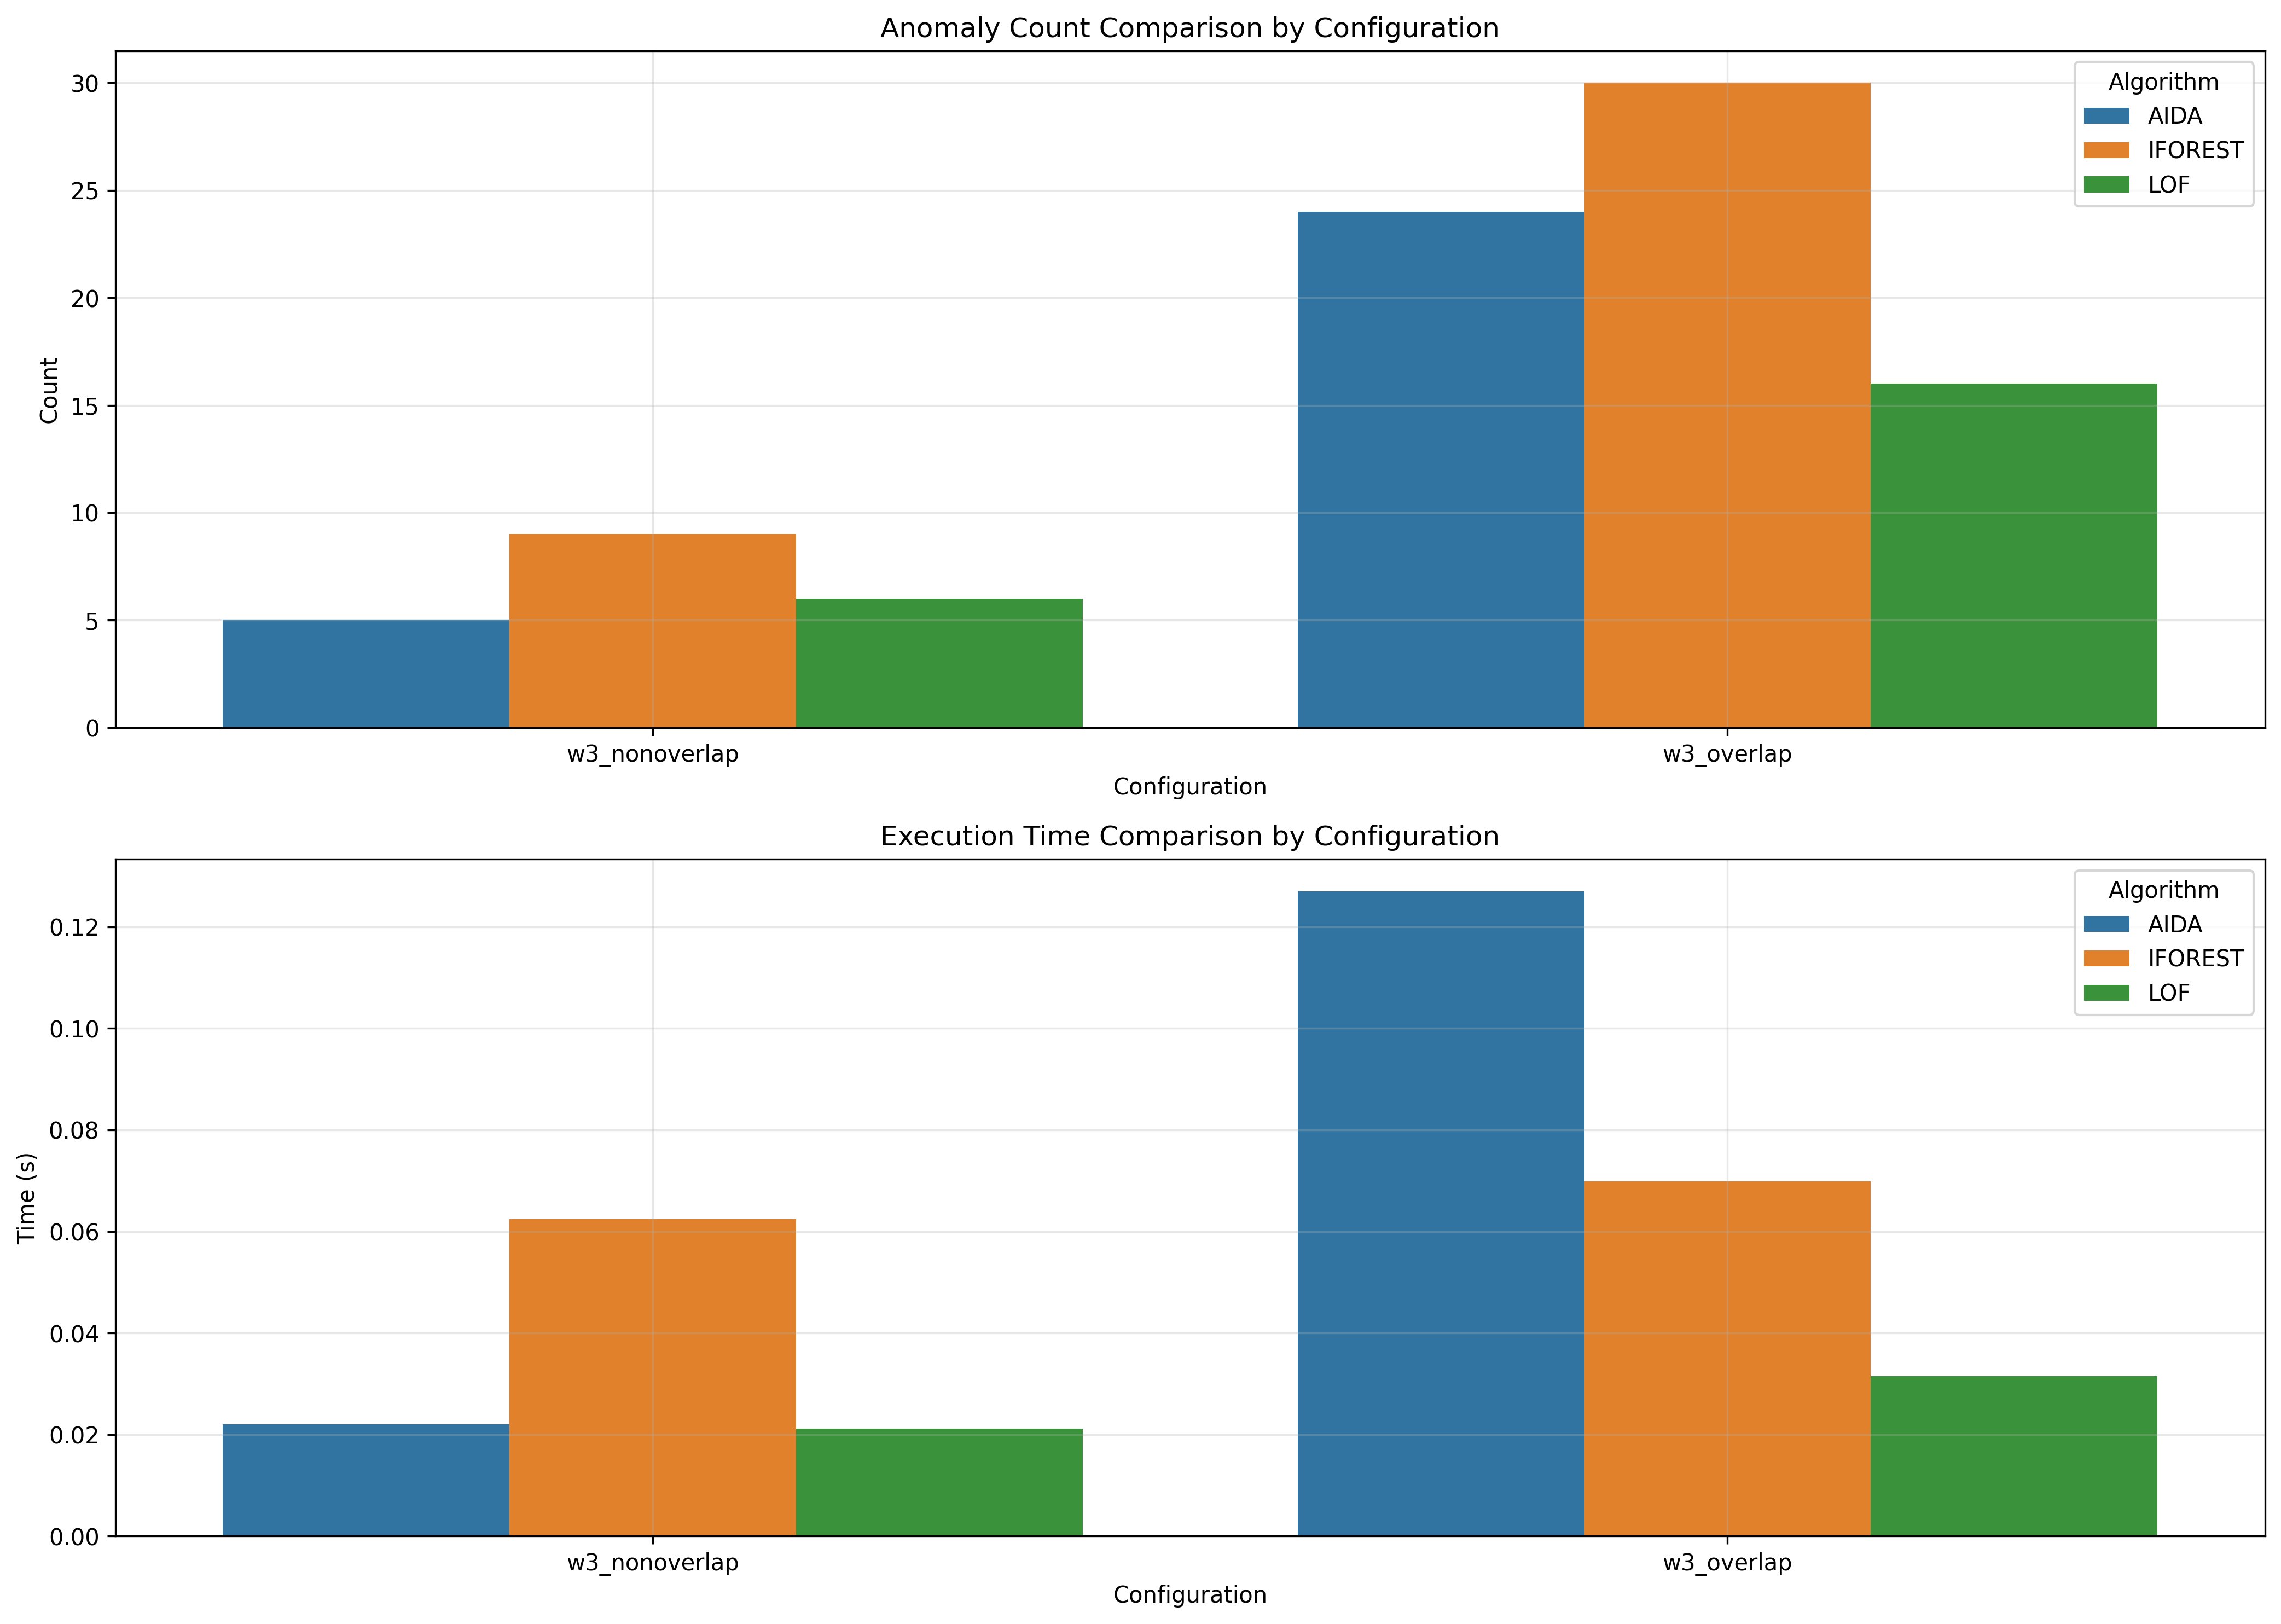 Anomaly Count Comparison by Configuration
30
25
20
15
10
5
0
Count
Algorithm
AIDA
IFOREST
LOF
w3_nonoverlap
w3_overlap
Configuration
Execution Time Comparison by Configuration
0.12
0.10
0.08
0.06
0.04
0.02
0.00
Time (s)
Algorithm
AIDA
IFOREST
LOF
w3_nonoverlap
w3_overlap
Configuration